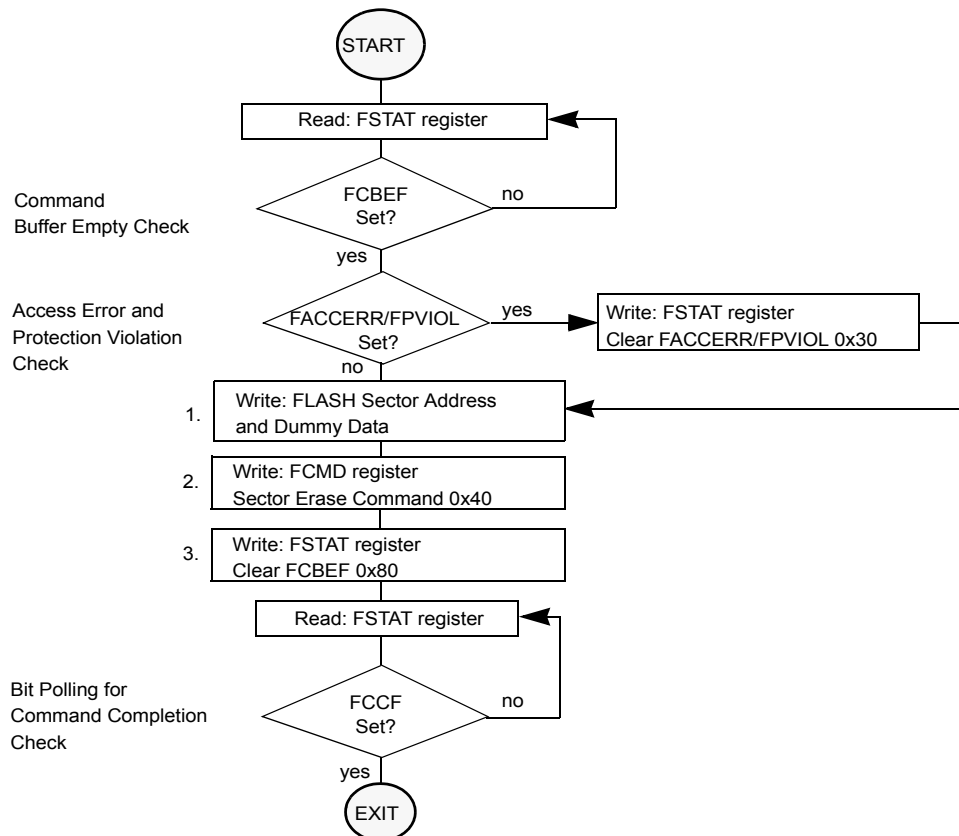 START
Read: FSTAT register
Command
Buffer Empty Check
FCBEF
Set?
no
yes
Access Error and
Protection Violation
Check
FACCERR/FPVIOL
Set?
yes
no
Write: FSTAT register
Clear FACCERR/FPVIOL 0x30
1.
Write: FLASH Sector Address
and Dummy Data
2.
Write: FCMD register
Sector Erase Command 0x40
3.
Write: FSTAT register
Clear FCBEF 0x80
Read: FSTAT register
Bit Polling for
Command Completion
Check
FCCF
Set?
no
yes
EXIT